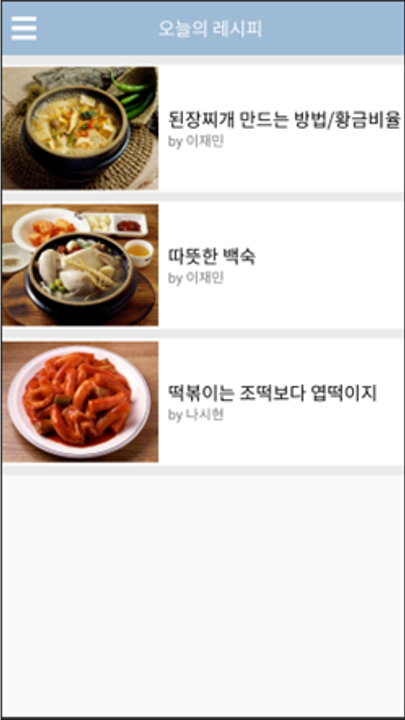 오늘의 레시피
된장찌개 만드는 방법/황금비율
by 이재민
따뜻한 백숙
by 이재민
떡볶이는 조떡보다 엽떡이지
by 나시현